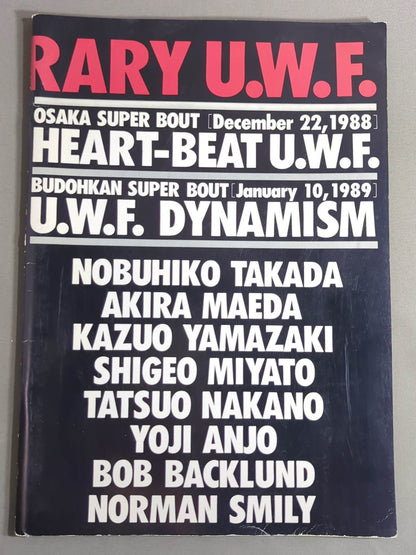 RARY U.W.F.
OSAKA SUPER BOUT [December 22,1988]
HEART-BEAT U.W.F.
BUDOHKAN SUPER BOUT [January 10,1989]
U.W.F. DYNAMISM
NOBUHIKO TAKADA
AKIRA MAEDA
KAZUO YAMAZAKI
SHIGEO MIYATO
TATSUO NAKANO
YOJI ANJO
BOB BACKLUND
NORMAN SMILY